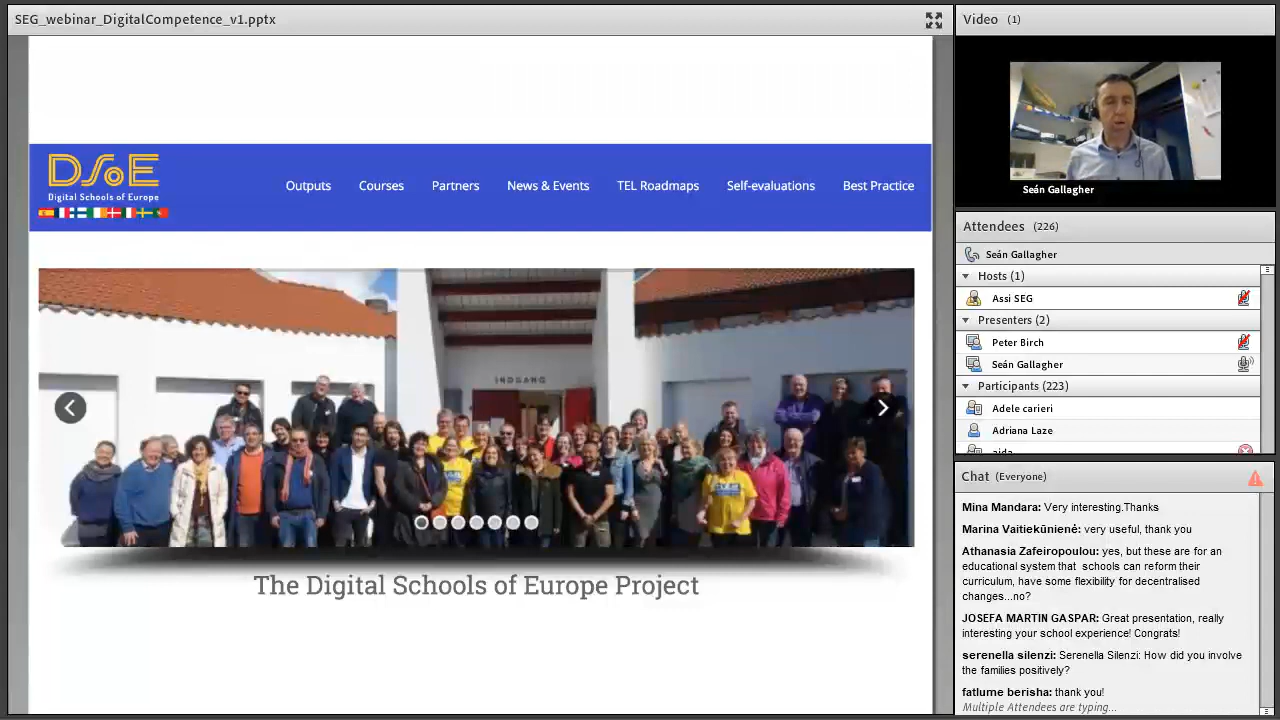 SEG_webinar_DigitalCompetence_v1.pptx
DSoE
Digital Schools of Europe
Outputs Courses Partners News & Events TEL Roadmaps Self-evaluations Best Practice
INDGANG
The Digital Schools of Europe Project
Video (1)
Seán Gallagher
Attendees (226)
Seán Gallagher
Hosts (1)
Assi SEG
Presenters (2)
Peter Birch
Seán Gallagher
Participants (223)
Adele carieri
Adriana Laze
aida
Chat (Everyone)
Mina Mandara: Very interesting.Thanks
Marina Vaitiekūnienė: very useful, thank you
Athanasia Zafeiropoulou: yes, but these are for an
educational system that schools can reform their
curriculum, have some flexibility for decentralised
changes...no?
JOSEFA MARTIN GASPAR: Great presentation, really
interesting your school experience! Congrats!
serenella silenzi: Serenella Silenzi: How did you involve
the families positively?
fatlume berisha: thank you!
Multiple Attendees are typing...